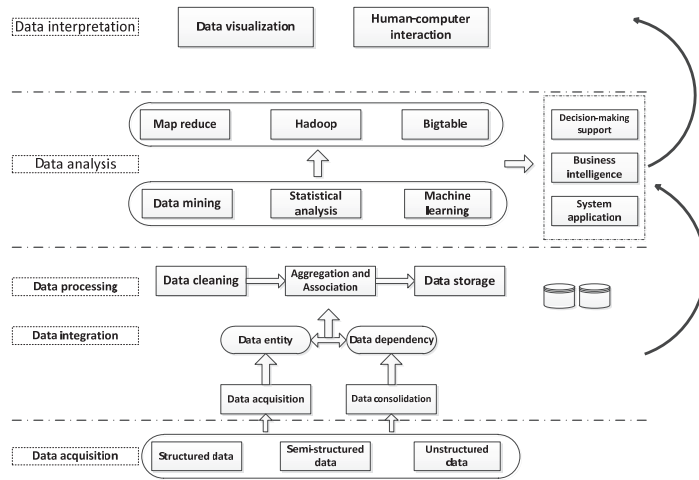 Data interpretation
Data visualization
Human-computer
interaction
Map reduce
Hadoop
Bigtable
Decision-making
support
Data analysis
Business
intelligence
Data mining
Statistical
analysis
Machine
learning
System
application
Data processing
Data cleaning
Aggregation and
Association
Data storage
Data integration
Data entity
Data dependency
Data acquisition
Data consolidation
Data acquisition
Structured data
Semi-structured
data
Unstructured
data